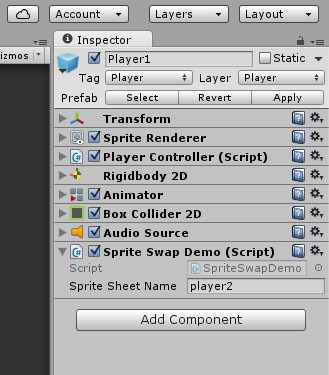 Account Layers Layout
Inspector
izmos
Player1 Static
Tag Player Layer Player
Prefab Select Revert Apply
Transform
Sprite Renderer
Player Controller (Script)
Rigidbody 2D
Animator
Box Collider 2D
Audio Source
Sprite Swap Demo (Script)
Script SpriteSwapDemo
Sprite Sheet Name player2
Add Component